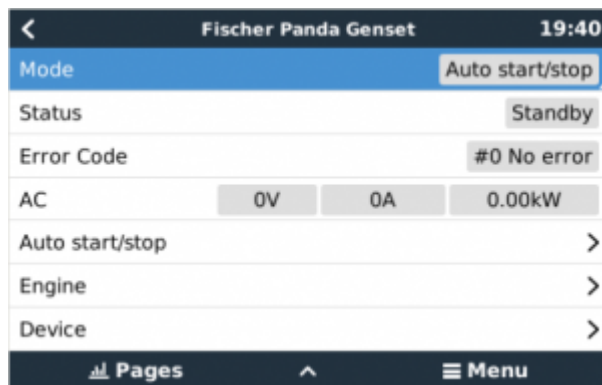 Fischer Panda Genset 19:40
Mode Auto start/stop
Status Standby
Error Code #0 No error
AC 0V 0A 0.00kW
Auto start/stop
Engine
Device
Pages Menu